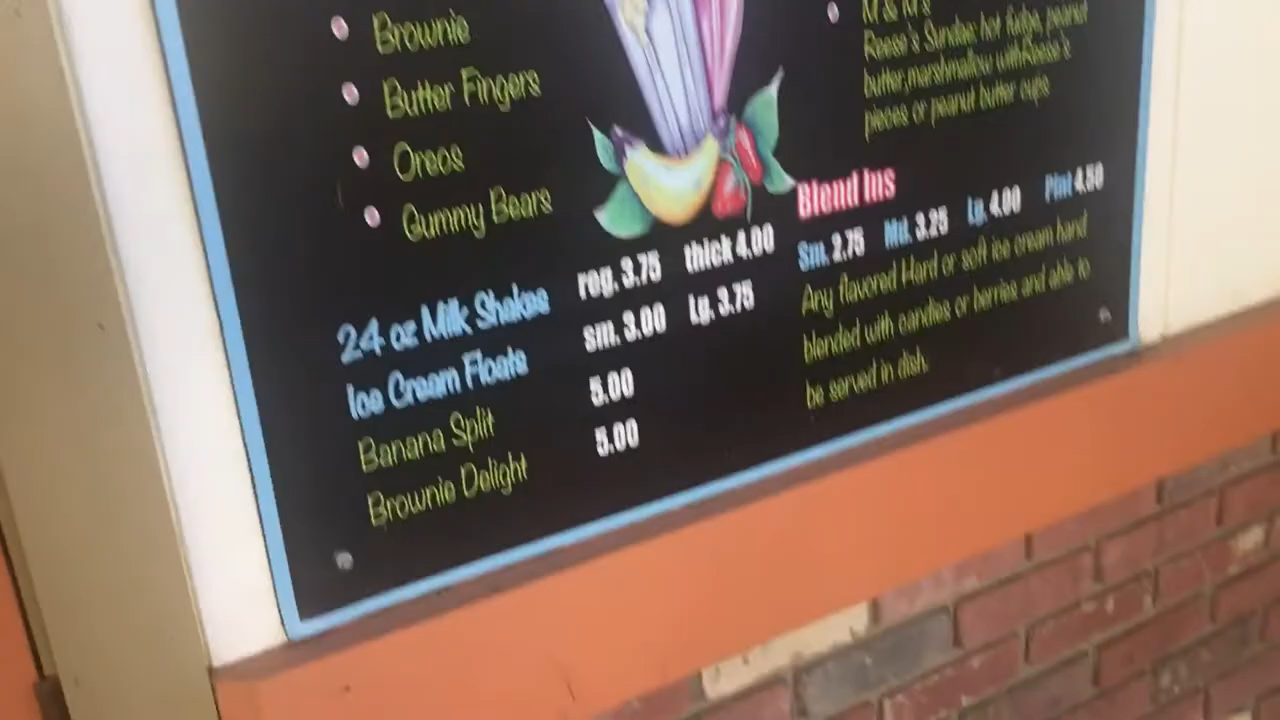 Brownie
Butter Fingers
Oreos
Gummy Bears
24 oz Milk Shakes reg. 3.75 thick 4.00
Ice Cream Floats sm. 3.00 Lg. 3.75
Banana Split 5.00
Brownie Delight 5.00
M & M's
Reese's Sundae: hot fudge, peanut
butter, marshmallow with Reese's
pieces or peanut butter cups
Blend Ins
Sm. 2.75 Md. 3.25 Lg. 4.00 Pint 4.50
Any flavored Hard or soft ice cream hand
blended with candies or berries and able to
be served in dish.